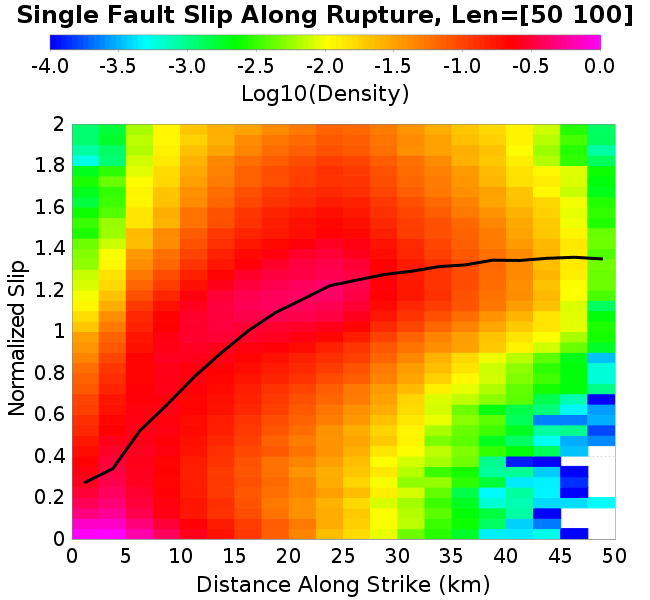 Single Fault Slip Along Rupture, Len=[50 100]
-4.0 -3.5 -3.0 -2.5 -2.0 -1.5 -1.0 -0.5 0.0
Log10(Density)
Normalized Slip
2
1.8
1.6
1.4
1.2
1
0.8
0.6
0.4
0.2
0
0 5 10 15 20 25 30 35 40 45 50
Distance Along Strike (km)